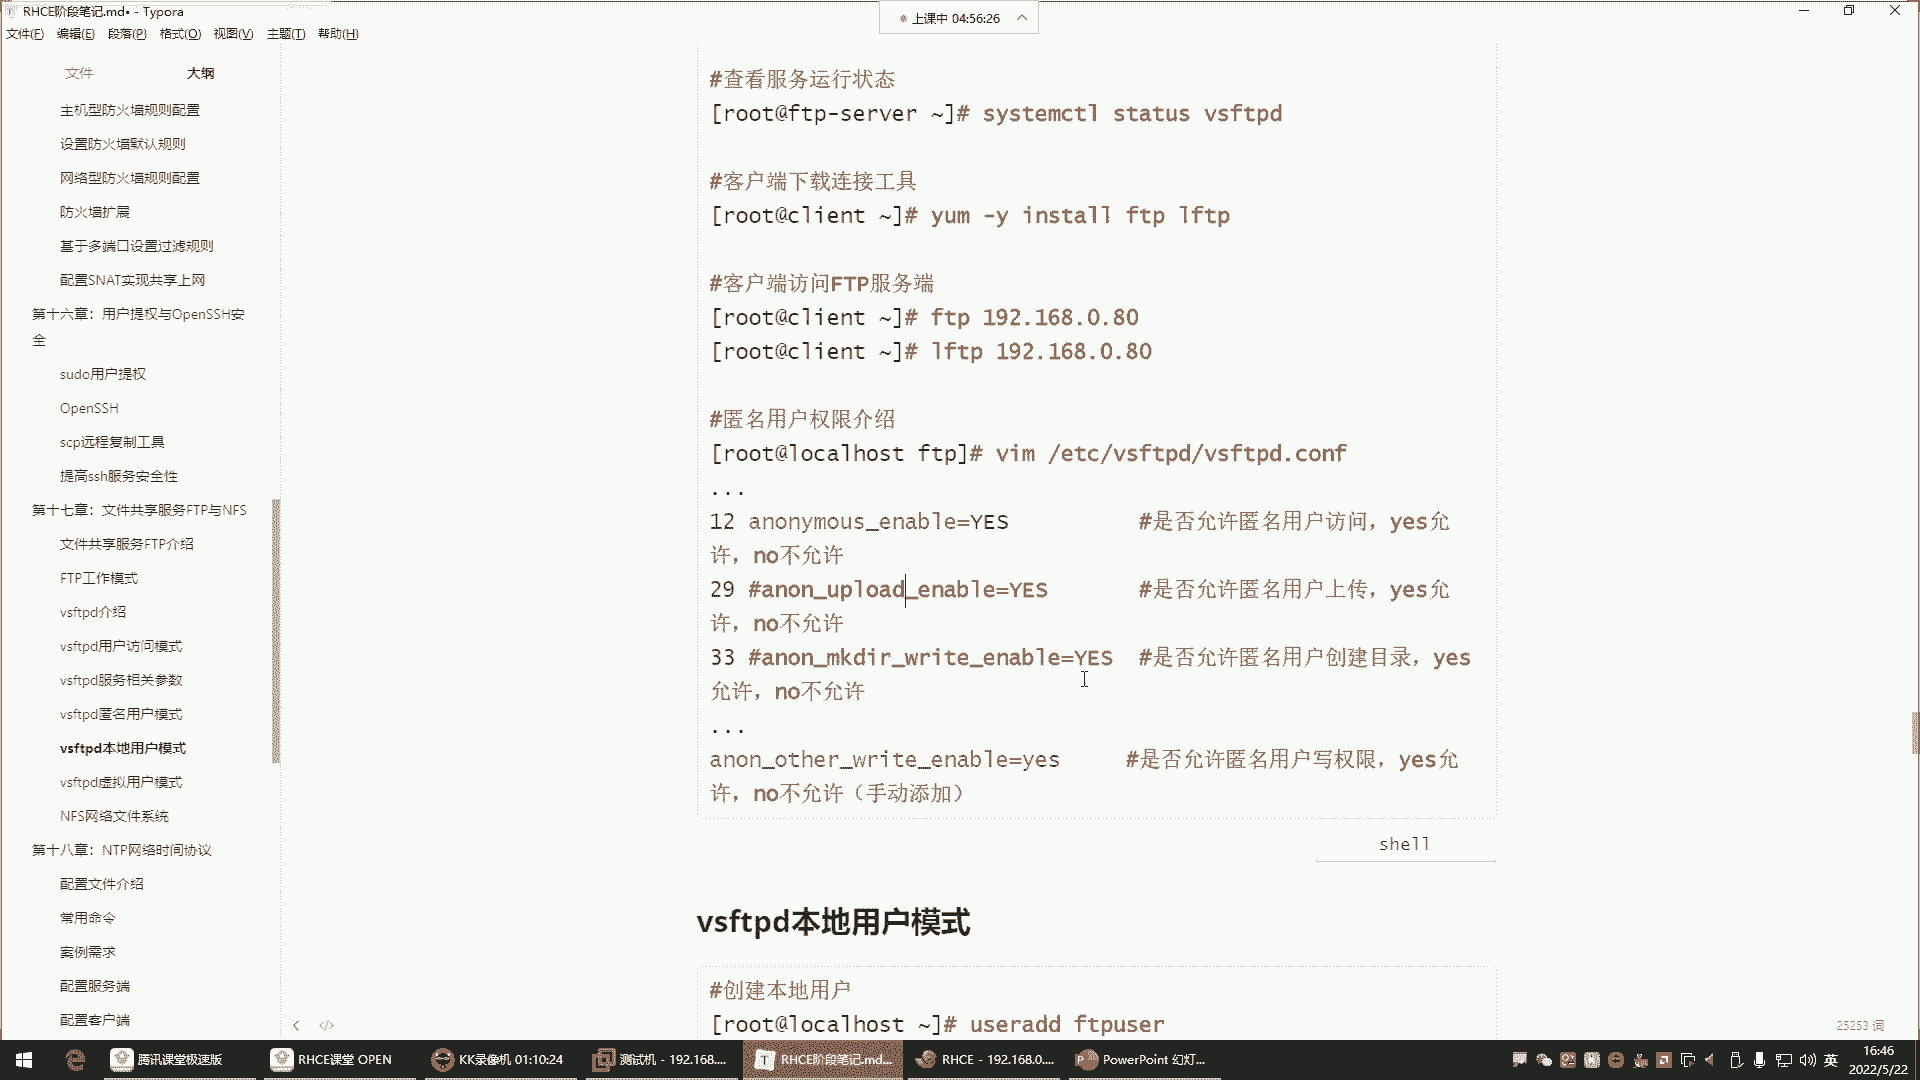 RHCE阶段笔记.md• - Typora
上课中 04:56:26
文件(F) 编辑(E) 段落(P) 格式(O) 视图(V) 主题(T) 帮助(H)
文件 大纲
主机型防火墙规则配置
设置防火墙默认规则
网络型防火墙规则配置
防火墙扩展
基于多端口设置过滤规则
配置SNAT实现共享上网
第十六章：用户提权与OpenSSH安
全
sudo用户提权
OpenSSH
scp远程复制工具
提高ssh服务安全性
第十七章：文件共享服务FTP与NFS
文件共享服务FTP介绍
FTP工作模式
vsftpd介绍
vsftpd用户访问模式
vsftpd服务相关参数
vsftpd匿名用户模式
vsftpd本地用户模式
vsftpd虚拟用户模式
NFS网络文件系统
第十八章：NTP网络时间协议
配置文件介绍
常用命令
案例需求
配置服务端
配置客户端
#查看服务运行状态
[root@ftp-server ~]# systemctl status vsftpd
#客户端下载连接工具
[root@client ~]# yum -y install ftp lftp
#客户端访问FTP服务端
[root@client ~]# ftp 192.168.0.80
[root@client ~]# lftp 192.168.0.80
#匿名用户权限介绍
[root@localhost ftp]# vim /etc/vsftpd/vsftpd.conf
...
12 anonymous_enable=YES #是否允许匿名用户访问，yes允
许，no不允许
29 #anon_upload_enable=YES #是否允许匿名用户上传，yes允
许，no不允许
33 #anon_mkdir_write_enable=YES #是否允许匿名用户创建目录，yes
允许，no不允许
...
anon_other_write_enable=yes #是否允许匿名用户写权限，yes允
许，no不允许（手动添加）
shell
vsftpd本地用户模式
#创建本地用户
[root@localhost ~]# useradd ftpuser
25253 词
腾讯课堂极速版
RHCE课堂 OPEN
KK录像机 01:10:24
测试机 - 192.168....
RHCE阶段笔记.md...
RHCE - 192.168.0....
PowerPoint 幻灯...
英
16:46
2022/5/22